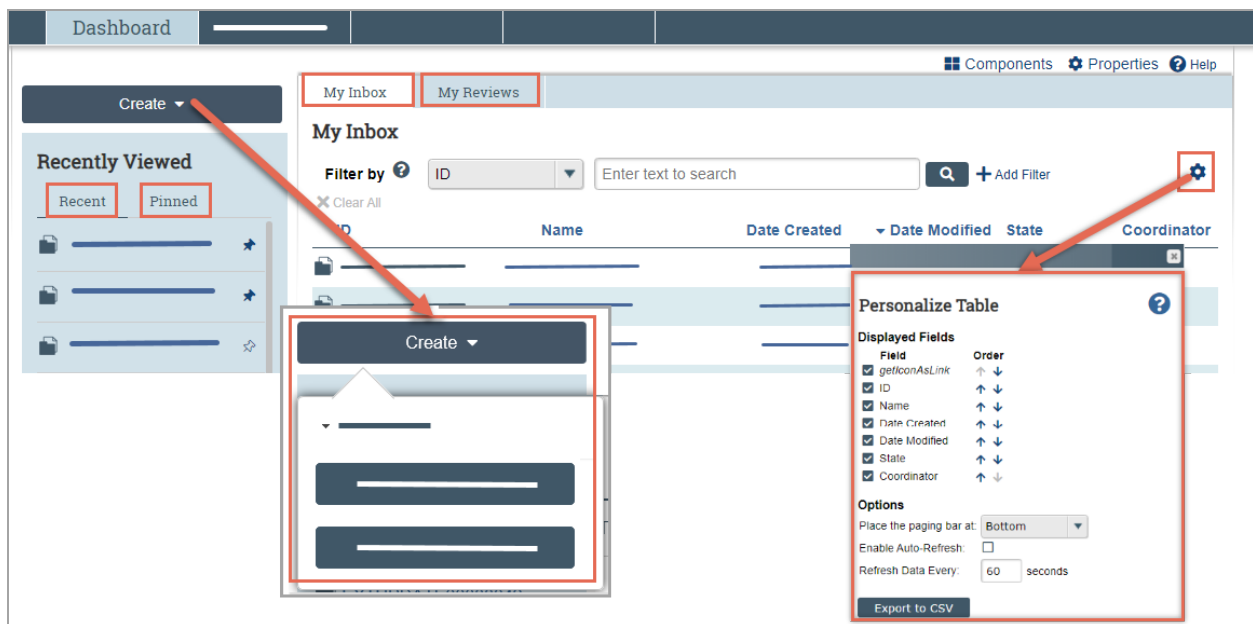 Dashboard
Components Properties Help
Create
My Inbox My Reviews
My Inbox
Recently Viewed
Recent Pinned
Filter by ID Enter text to search Add Filter
Clear All
ID Name Date Created Date Modified State Coordinator
Create
Personalize Table
Displayed Fields
Field Order
getIconAsLink
ID
Name
Date Created
Date Modified
State
Coordinator
Options
Place the paging bar at: Bottom
Enable Auto-Refresh:
Refresh Data Every: 60 seconds
Export to CSV